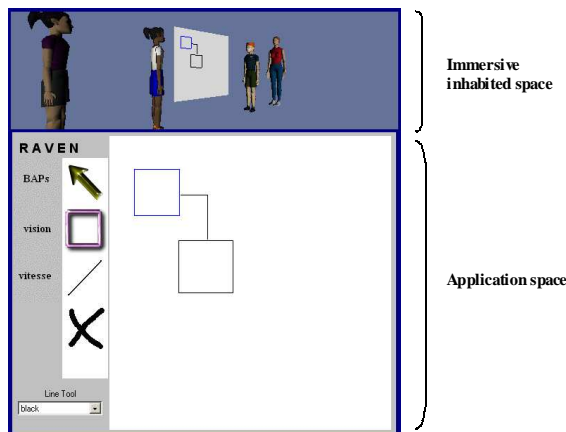 Immersive
inhabited space
RAVEN
BAPs
vision
vitesse
Application space
Line Tool
black